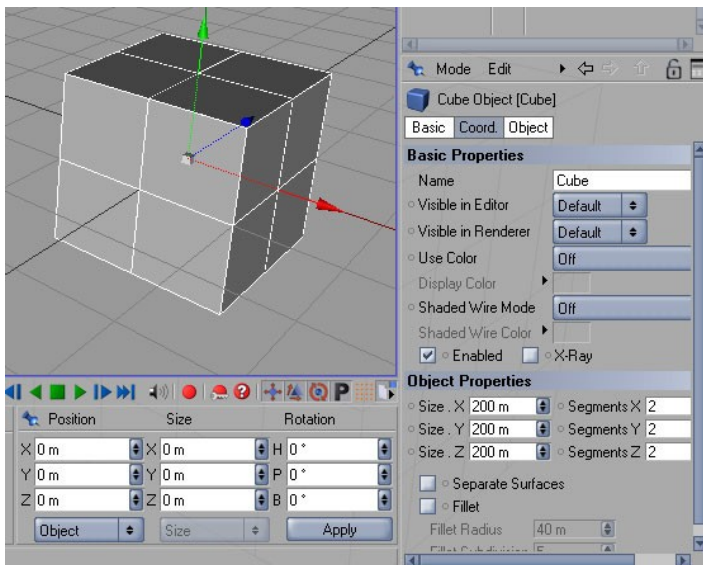 Mode Edit
Cube Object [Cube]
Basic Coord. Object
Basic Properties
Name Cube
Visible in Editor Default
Visible in Renderer Default
Use Color Off
Display Color
Shaded Wire Mode Off
Shaded Wire Color
Enabled X-Ray
Object Properties
Size . X 200 m Segments X 2
Size . Y 200 m Segments Y 2
Size . Z 200 m Segments Z 2
Separate Surfaces
Fillet
Fillet Radius 40 m
Fillet Subdivision 5
P
Position Size Rotation
X 0 m X 0 m H 0 °
Y 0 m Y 0 m P 0 °
Z 0 m Z 0 m B 0 °
Object Size Apply